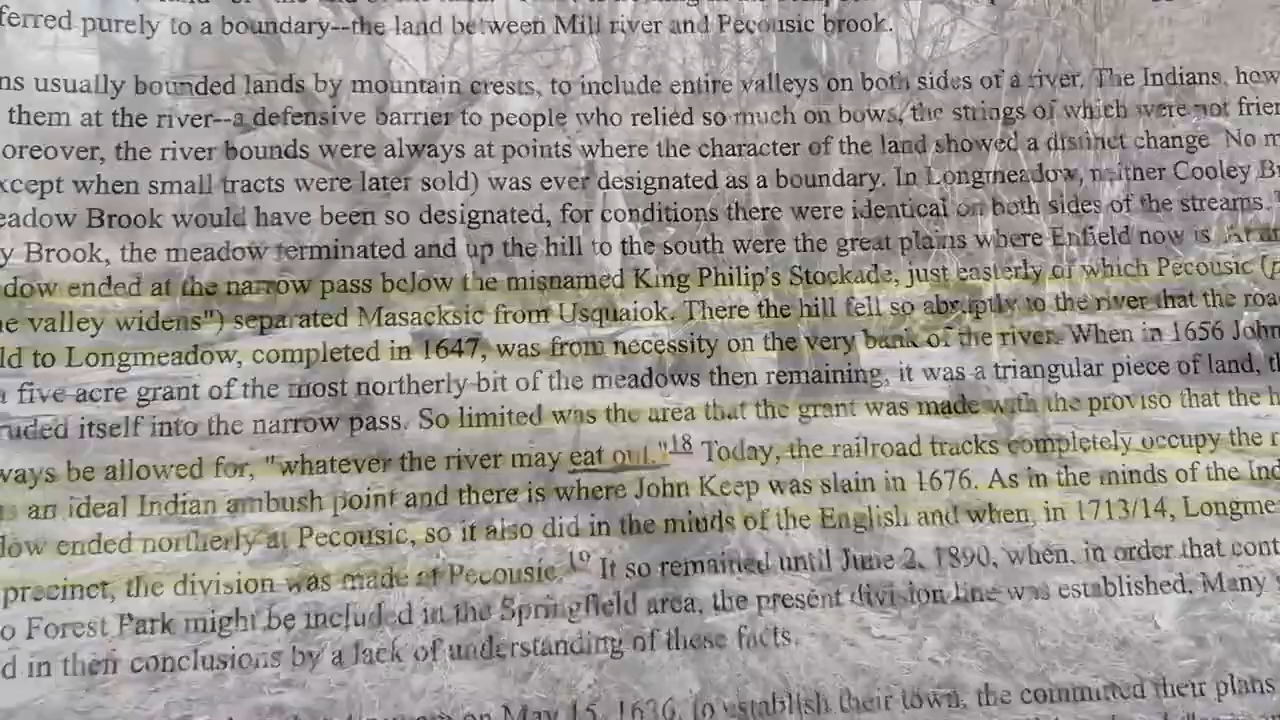 ferred purely to a boundary--the land between Mill river and Pecousic brook.
ns usually bounded lands by mountain crests, to include entire valleys on both sides of a river. The Indians, how
them at the river--a defensive barrier to people who relied so much on bows, the strings of which were not frien
oreover, the river bounds were always at points where the character of the land showed a distinct change. No m
xcept when small tracts were later sold) was ever designated as a boundary. In Longmeadow, neither Cooley Br
eadow Brook would have been so designated, for conditions there were identical on both sides of the streams.
y Brook, the meadow terminated and up the hill to the south were the great plains where Enfield now is
dow ended at the narrow pass below the misnamed King Philip's Stockade, just easterly of which Pecousic (p
e valley widens") separated Masacksic from Usquaiok. There the hill fell so abruptly to the river that the roa
ld to Longmeadow, completed in 1647, was from necessity on the very bank of the river. When in 1656 John
a five acre grant of the most northerly bit of the meadows then remaining, it was a triangular piece of land, th
ruded itself into the narrow pass. So limited was the area that the grant was made with the proviso that the h
ways be allowed for, "whatever the river may eat out."18 Today, the railroad tracks completely occupy the
s an ideal Indian ambush point and there is where John Keep was slain in 1676. As in the minds of the Ind
dow ended northerly at Pecousic, so it also did in the minds of the English and when, in 1713/14, Longme
precinct, the division was made at Pecousic.19 It so remained until June 2, 1890, when, in order that cont
o Forest Park might be included in the Springfield area, the present division line was established. Many
d in their conclusions by a lack of understanding of these facts.
on May 15, 1636, to establish their town, the committed their plans